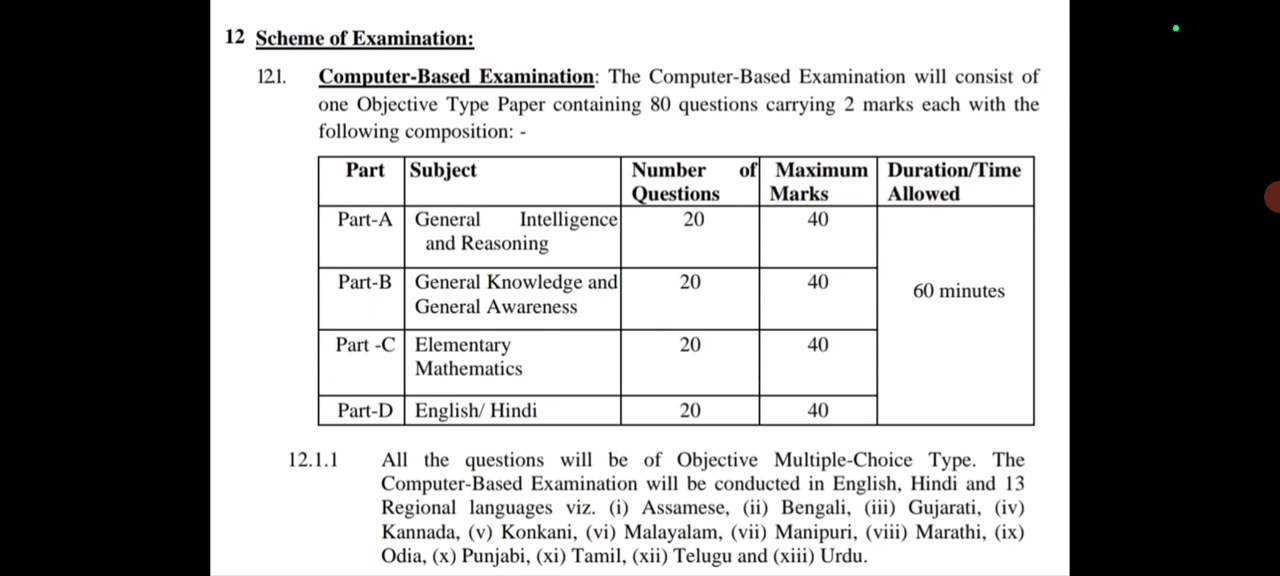 12 Scheme of Examination:
12.1. Computer-Based Examination: The Computer-Based Examination will consist of
one Objective Type Paper containing 80 questions carrying 2 marks each with the
following composition: -
Part Subject Number of Maximum Duration/Time
Questions Marks Allowed
Part-A General Intelligence 20 40
and Reasoning
Part-B General Knowledge and 20 40 60 minutes
General Awareness
Part -C Elementary 20 40
Mathematics
Part-D English/ Hindi 20 40
12.1.1 All the questions will be of Objective Multiple-Choice Type. The
Computer-Based Examination will be conducted in English, Hindi and 13
Regional languages viz. (i) Assamese, (ii) Bengali, (iii) Gujarati, (iv)
Kannada, (v) Konkani, (vi) Malayalam, (vii) Manipuri, (viii) Marathi, (ix)
Odia, (x) Punjabi, (xi) Tamil, (xii) Telugu and (xiii) Urdu.